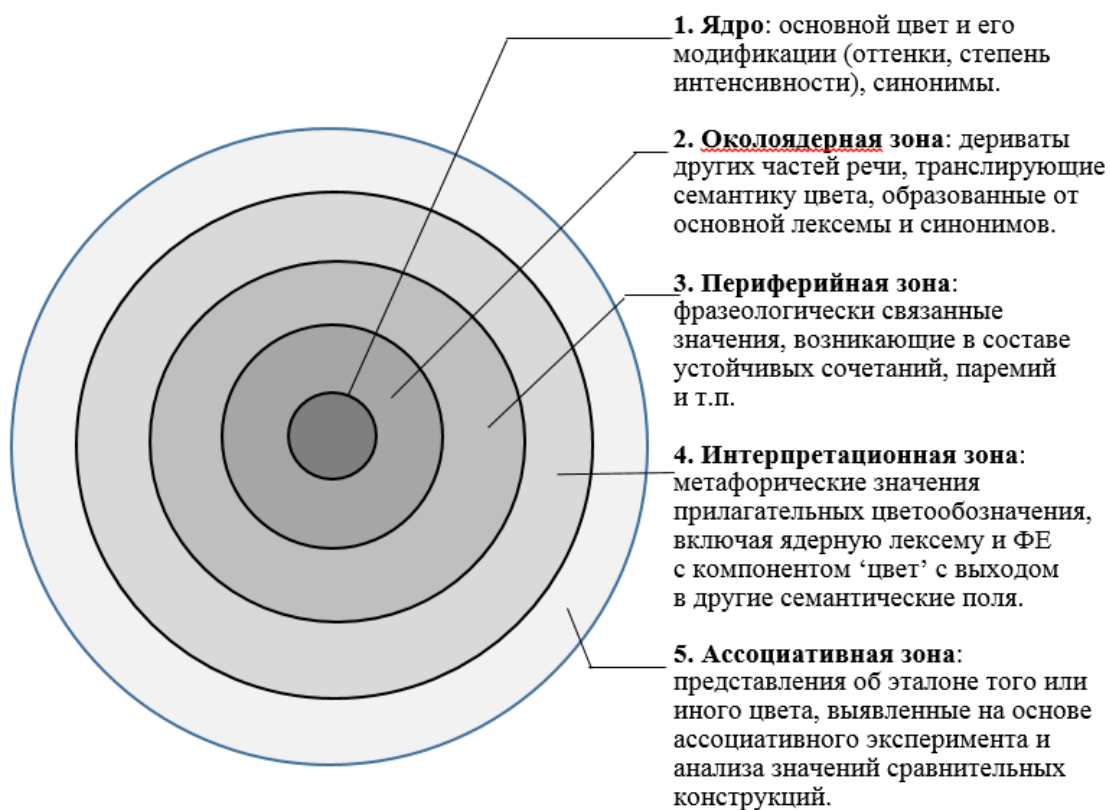 1. Ядро: основной цвет и его
модификации (оттенки, степень
интенсивности), синонимы.
2. Околоядерная зона: дериваты
других частей речи, транслирующие
семантику цвета, образованные от
основной лексемы и синонимов.
3. Периферийная зона:
фразеологически связанные
значения, возникающие в составе
устойчивых сочетаний, паремий
и т.п.
4. Интерпретационная зона:
метафорические значения
прилагательных цветообозначения,
включая ядерную лексему и ФЕ
с компонентом ‘цвет’ с выходом
в другие семантические поля.
5. Ассоциативная зона:
представления об эталоне того или
иного цвета, выявленные на основе
ассоциативного эксперимента и
анализа значений сравнительных
конструкций.